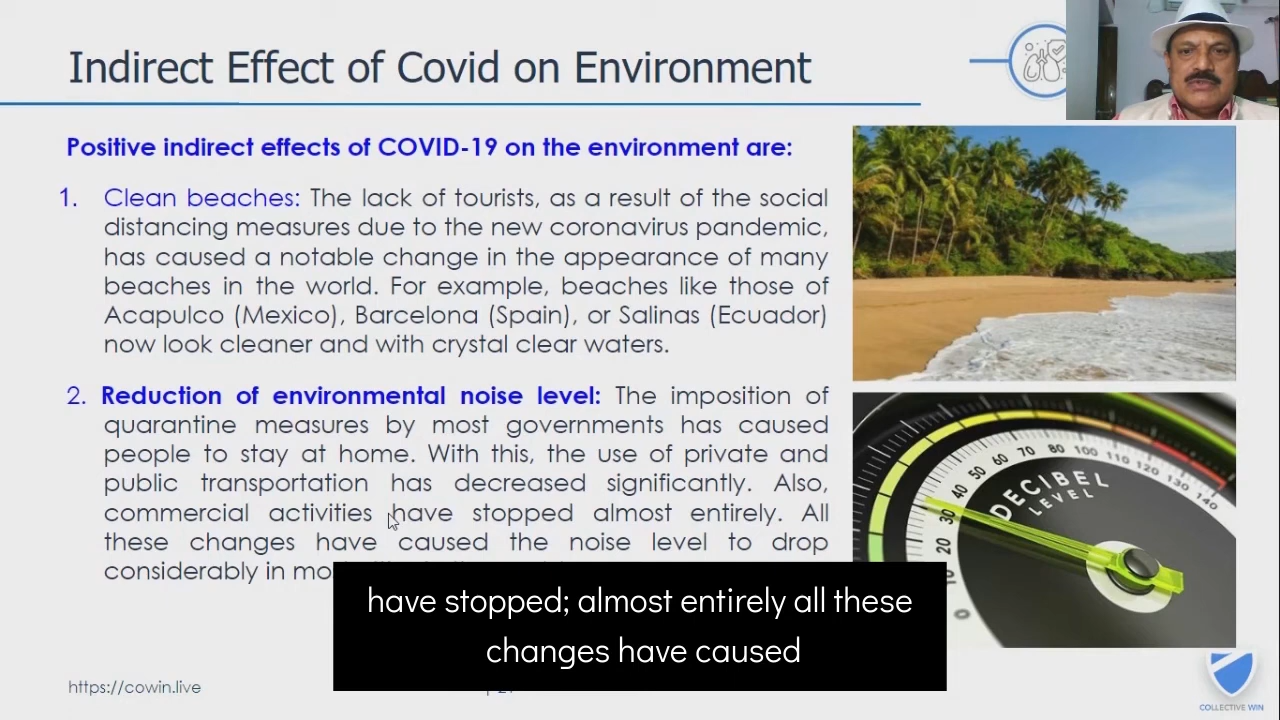 Indirect Effect of Covid on Environment
Positive indirect effects of COVID-19 on the environment are:
1. Clean beaches: The lack of tourists, as a result of the social
distancing measures due to the new coronavirus pandemic,
has caused a notable change in the appearance of many
beaches in the world. For example, beaches like those of
Acapulco (Mexico), Barcelona (Spain), or Salinas (Ecuador)
now look cleaner and with crystal clear waters.
2. Reduction of environmental noise level: The imposition of
quarantine measures by most governments has caused
people to stay at home. With this, the use of private and
public transportation has decreased significantly. Also,
commercial activities have stopped almost entirely. All
these changes have caused the noise level to drop
considerably in
0 10 20 30 40 50 60 70 80 100 110 120 130 140
DECIBEL
LEVEL
have stopped; almost entirely all these
changes have caused
https://cowin.live
COLLECTIVE WIN